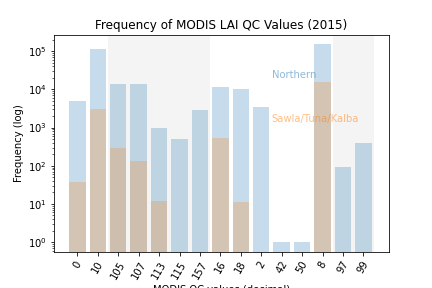 Frequency of MODIS LAI QC Values (2015)
Frequency (log)
10⁵
10⁴
10³
10²
10¹
10⁰
Northern
Sawla/Tuna/Kalba
0 10 105 107 113 115 157 16 18 2 42 50 8 97 99
MODIS QC values (decimal)